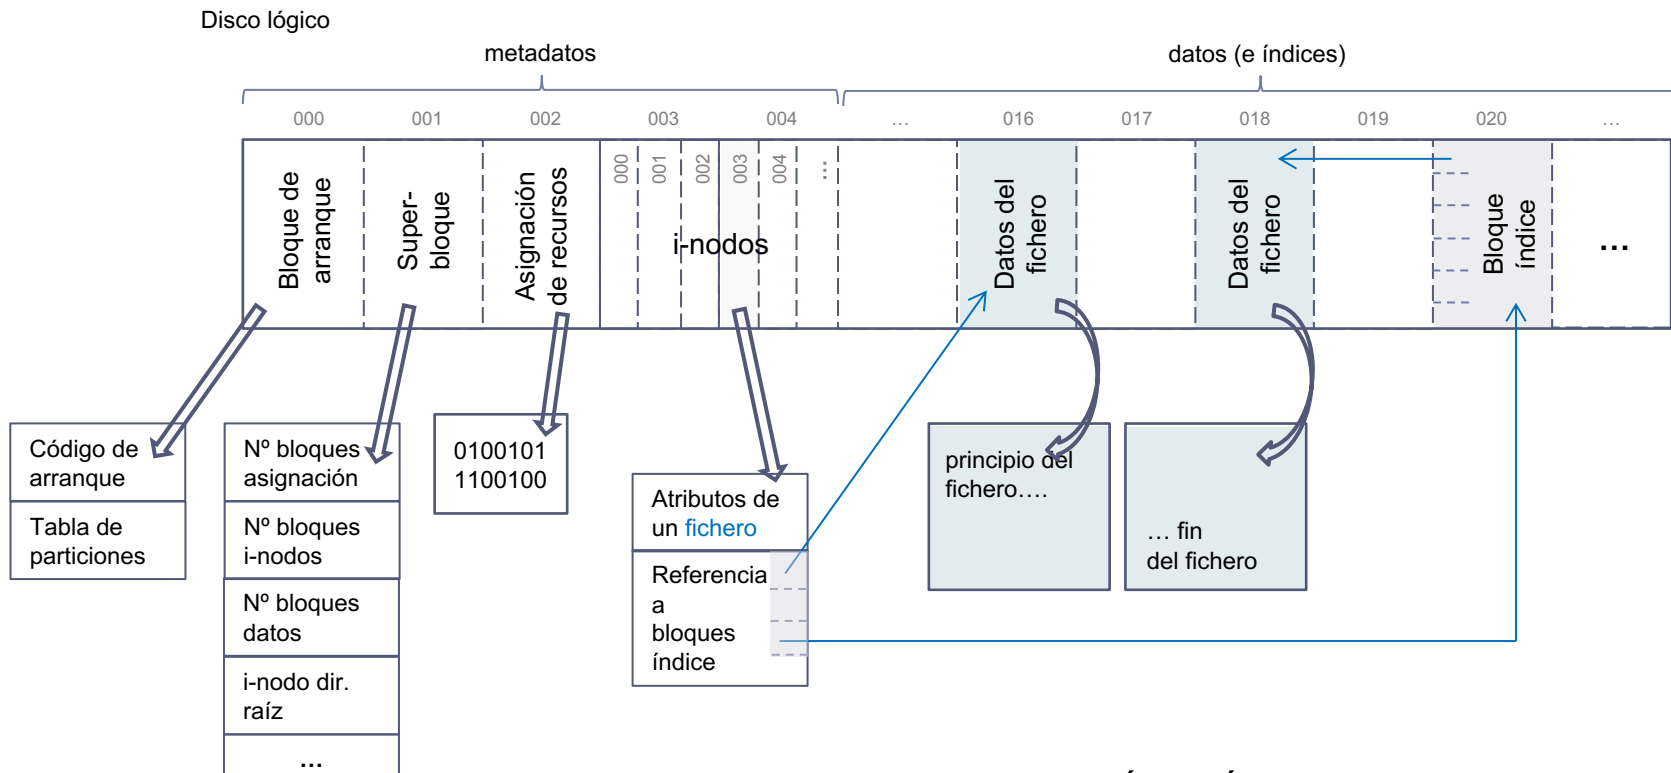 Disco lógico
metadatos
datos (e índices)
000
001
002
003
004
...
016
017
018
019
020
...
Bloque de
arranque
Super-
bloque
Asignación
de recursos
000
001
002
003
004
...
i-nodos
Datos del
fichero
Datos del
fichero
Bloque
índice
...
Código de
arranque
Tabla de
particiones
Nº bloques
asignación
Nº bloques
i-nodos
Nº bloques
datos
i-nodo dir.
raíz
...
0100101
1100100
Atributos de
un fichero
Referencia
a
bloques
índice
principio del
fichero....
... fin
del fichero